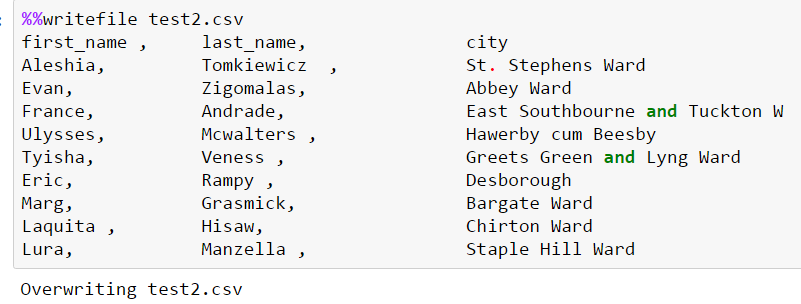 %%writefile test2.csv
first_name ,     last_name,               city
Aleshia,         Tomkiewicz  ,            St. Stephens Ward
Evan,            Zigomalas,               Abbey Ward
France,          Andrade,                 East Southbourne and Tuckton W
Ulysses,         Mcwalters ,              Hawerby cum Beesby
Tyisha,          Veness ,                 Greets Green and Lyng Ward
Eric,            Rampy ,                  Desborough
Marg,            Grasmick,                Bargate Ward
Laquita ,        Hisaw,                   Chirton Ward
Lura,            Manzella ,               Staple Hill Ward
Overwriting test2.csv